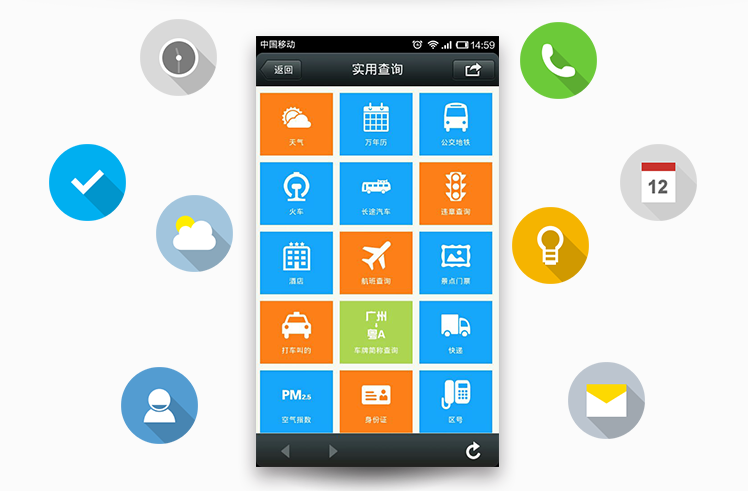 中国移动 14:59
返回 实用查询
天气 万年历 公交地铁
火车 长途汽车 违章查询
12
酒店 航班查询 景点门票
广州
粤A
打车叫的 车牌简称查询 快递
PM2.5
空气指数 身份证 区号